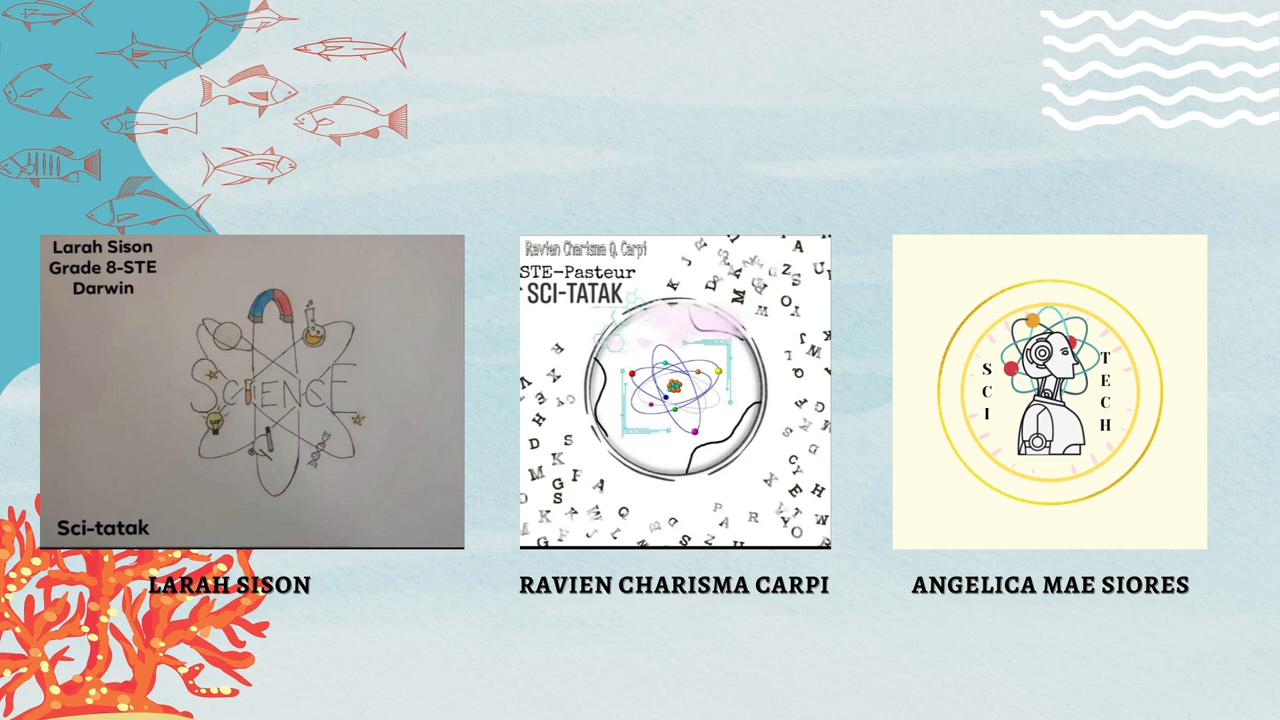 Larah Sison
Grade 8-STE
Darwin
SCIENCE
Sci-tatak
LARAH SISON
Ravien Charisma Q. Carpi
STE-Pasteur
SCI-TATAK
RAVIEN CHARISMA CARPI
SCI
TECH
ANGELICA MAE SIORES